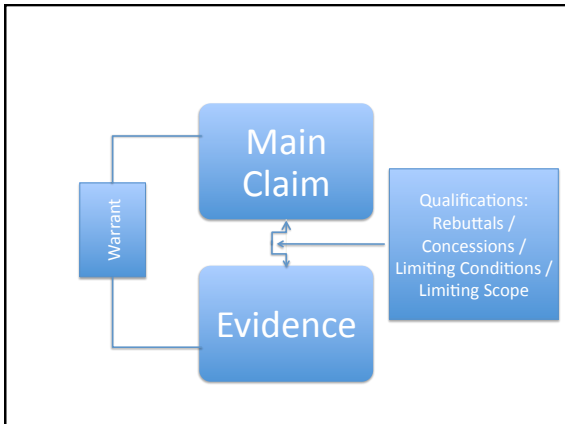 Main
Claim
Warrant
Qualifications:
Rebuttals /
Concessions /
Limiting Conditions /
Limiting Scope
Evidence